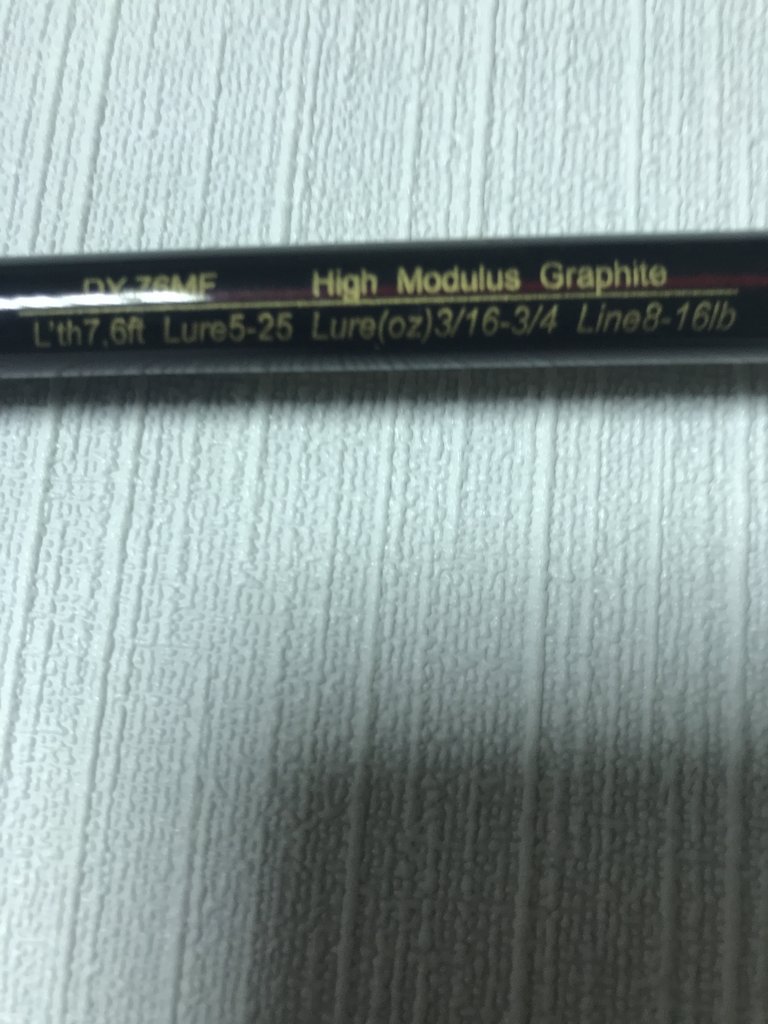 High Modulus Graphite
L'th7.6ft Lure5-25 Lure(oz)3/16-3/4 Line8-16lb